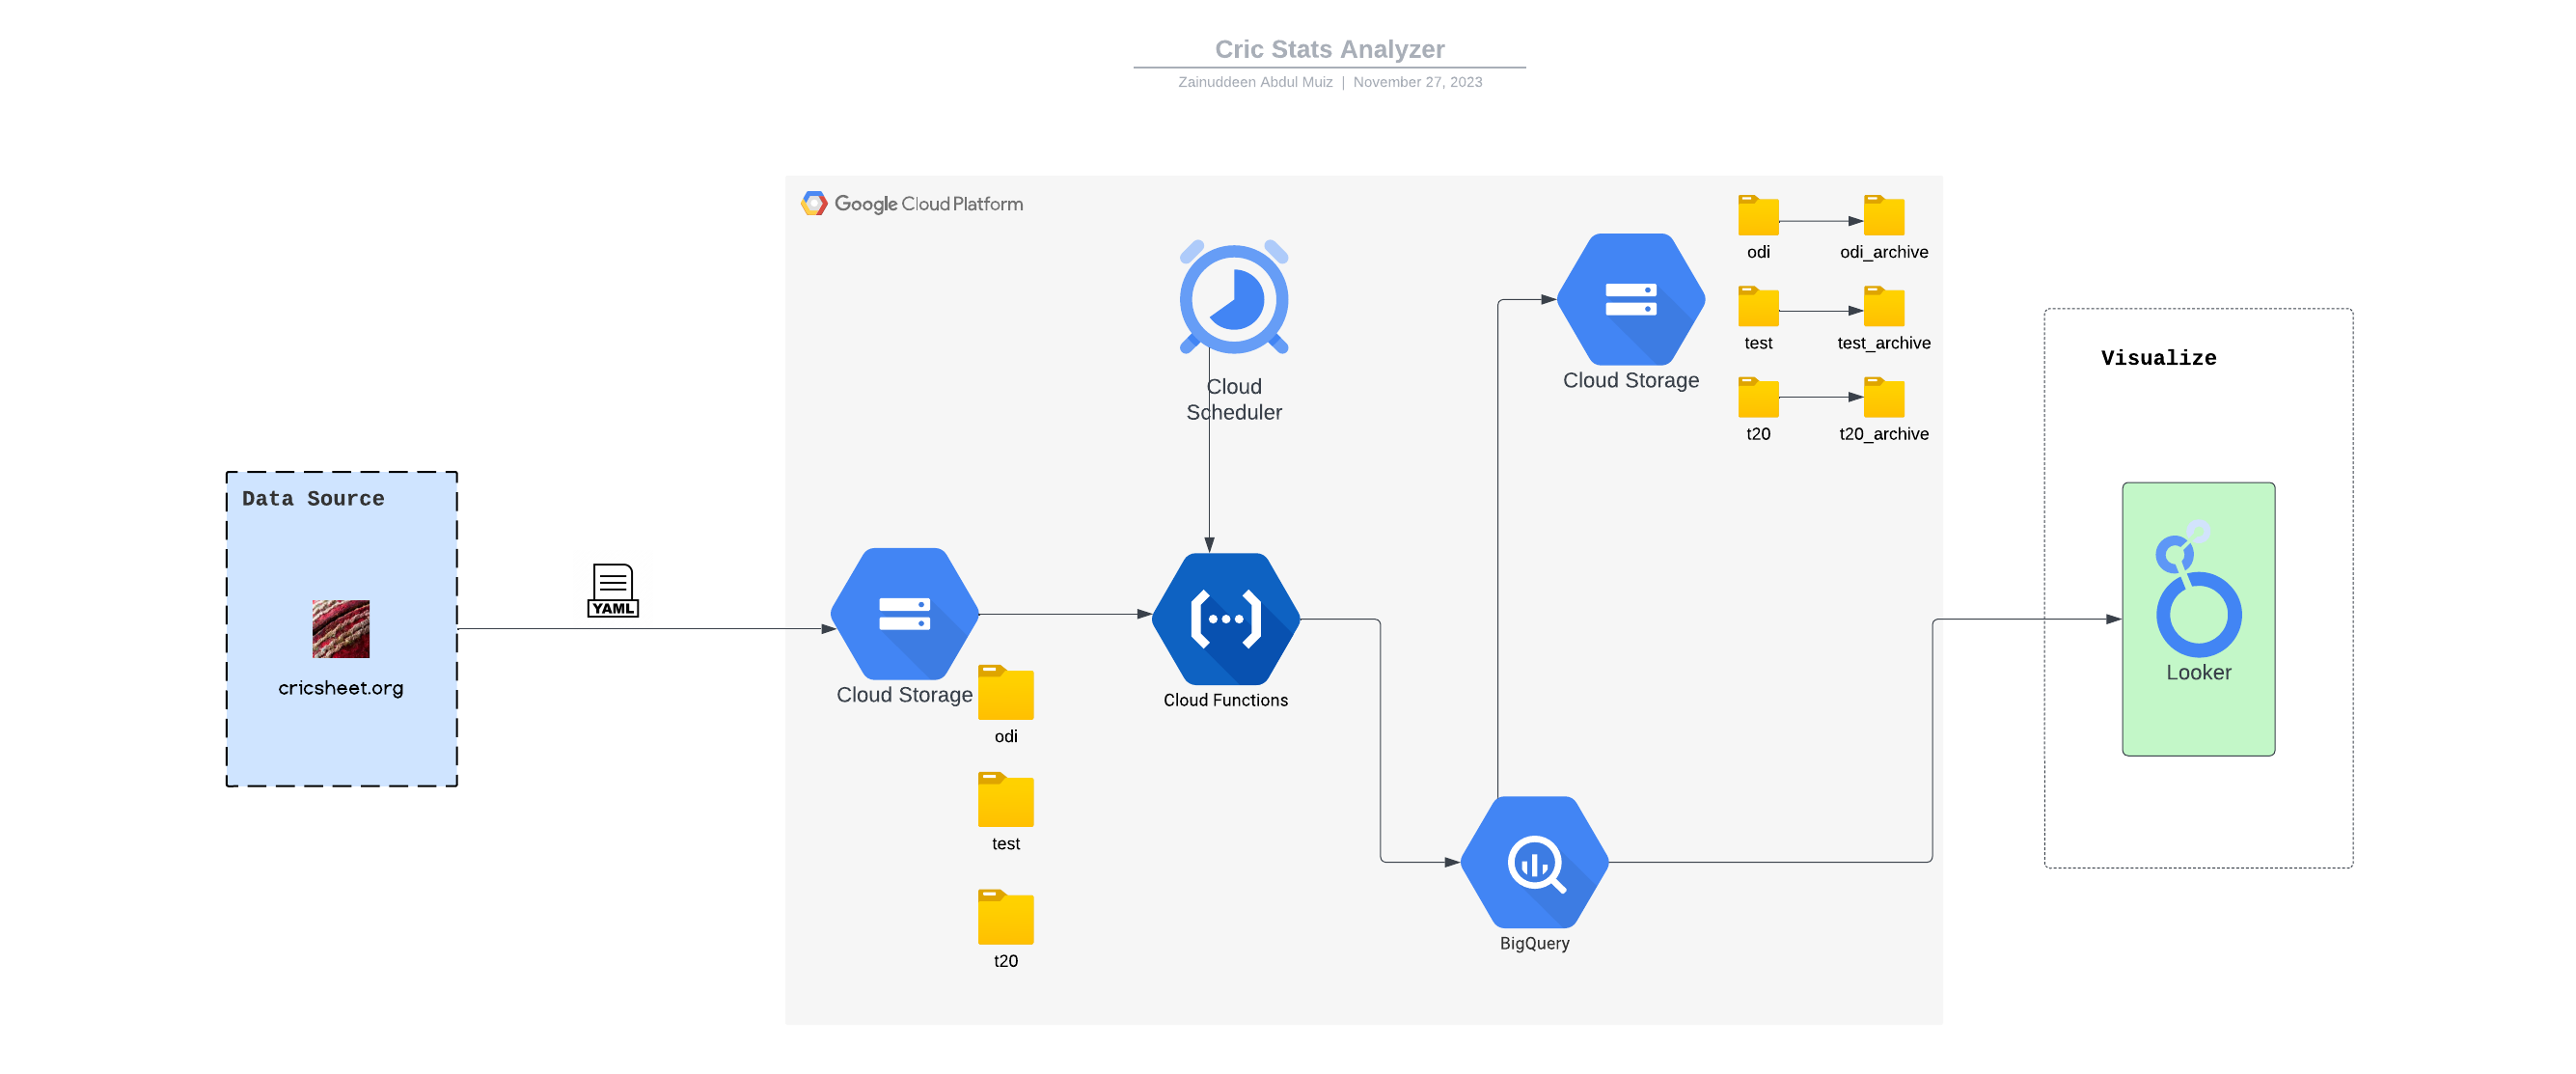 Cric Stats Analyzer
Zainuddeen Abdul Muiz | November 27, 2023
Google Cloud Platform
odi
odi_archive
test
test_archive
t20
t20_archive
Cloud Storage
Cloud
Scheduler
Visualize
Data Source
cricsheet.org
YAML
Cloud Storage
odi
test
t20
Cloud Functions
BigQuery
Looker